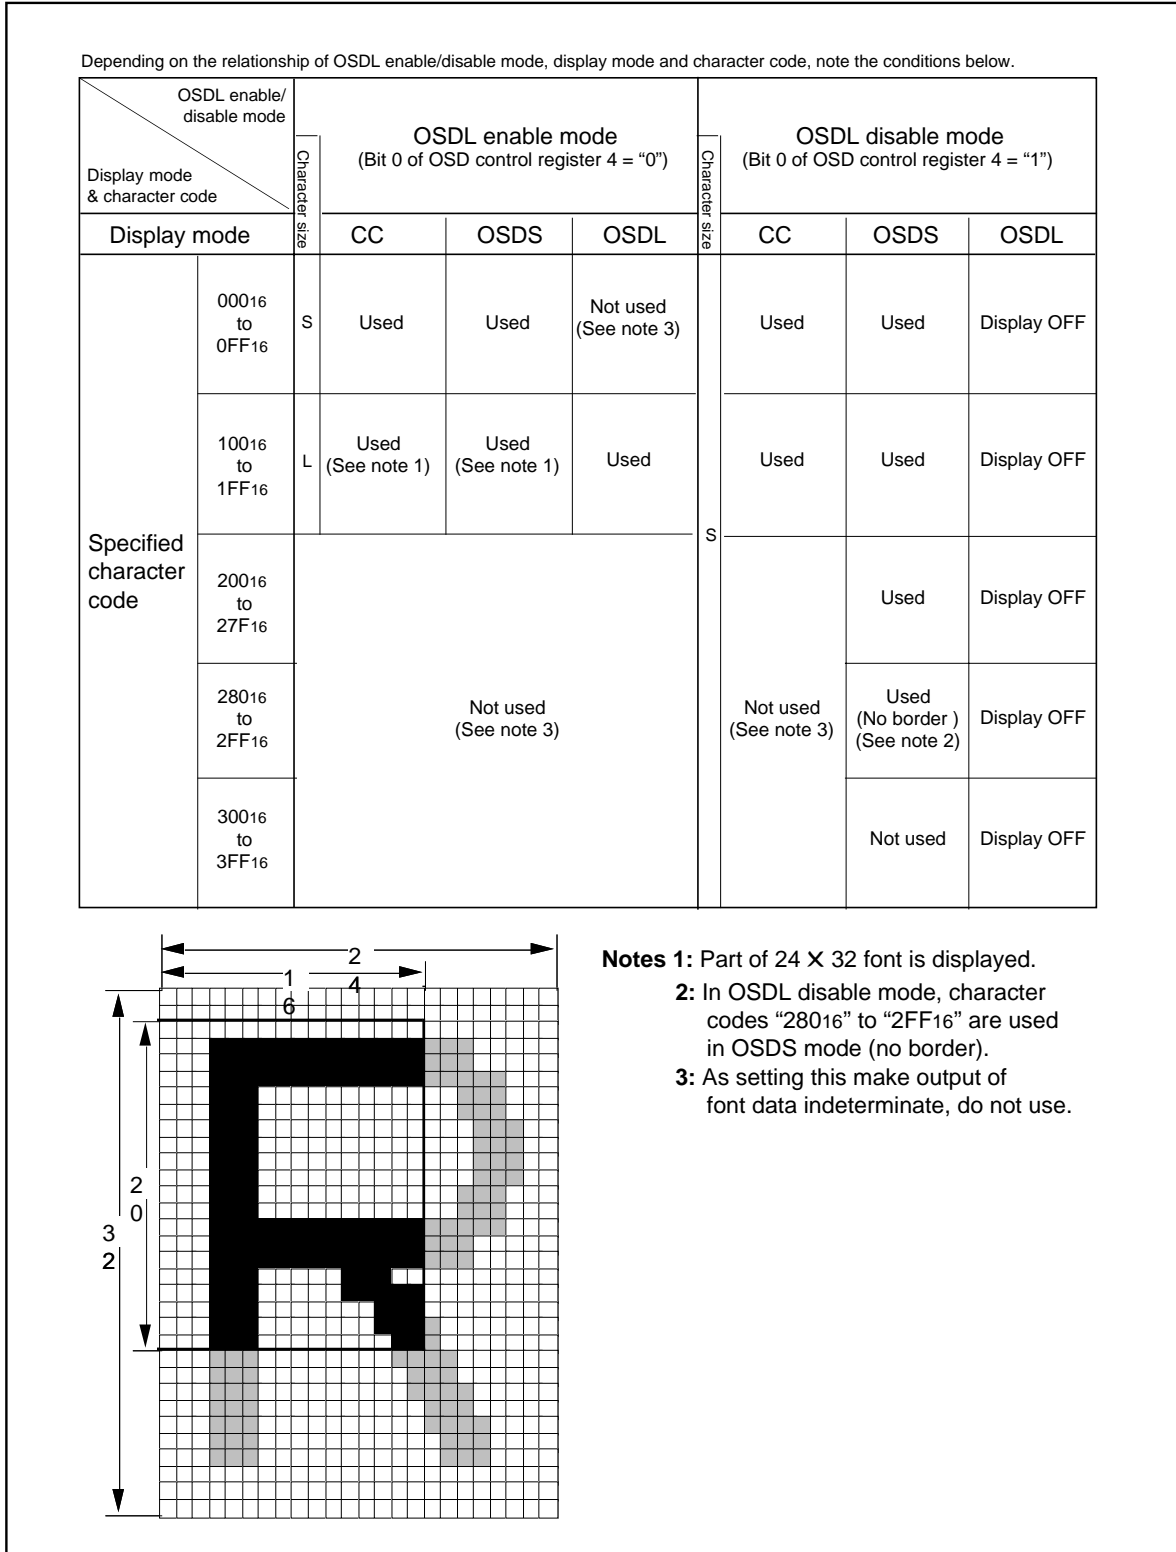 Depending on the relationship of OSDL enable/disable mode, display mode and character code, note the conditions below.
OSDL enable/
disable mode
Display mode
& character code
Character size
OSDL enable mode
(Bit 0 of OSD control register 4 = “0”)
Character size
OSDL disable mode
(Bit 0 of OSD control register 4 = “1”)
Display mode
CC
OSDS
OSDL
CC
OSDS
OSDL
Specified
character
code
00016
to
0FF16
S
Used
Used
Not used
(See note 3)
S
Used
Used
Display OFF
10016
to
1FF16
L
Used
(See note 1)
Used
(See note 1)
Used
Used
Used
Display OFF
20016
to
27F16
Used
Display OFF
28016
to
2FF16
Not used
(See note 3)
Not used
(See note 3)
Used
(No border )
(See note 2)
Display OFF
30016
to
3FF16
Not used
Display OFF
2
4
1
6
2
0
3
2
Notes 1: Part of 24 × 32 font is displayed.
2: In OSDL disable mode, character
codes “28016” to “2FF16” are used
in OSDS mode (no border).
3: As setting this make output of
font data indeterminate, do not use.